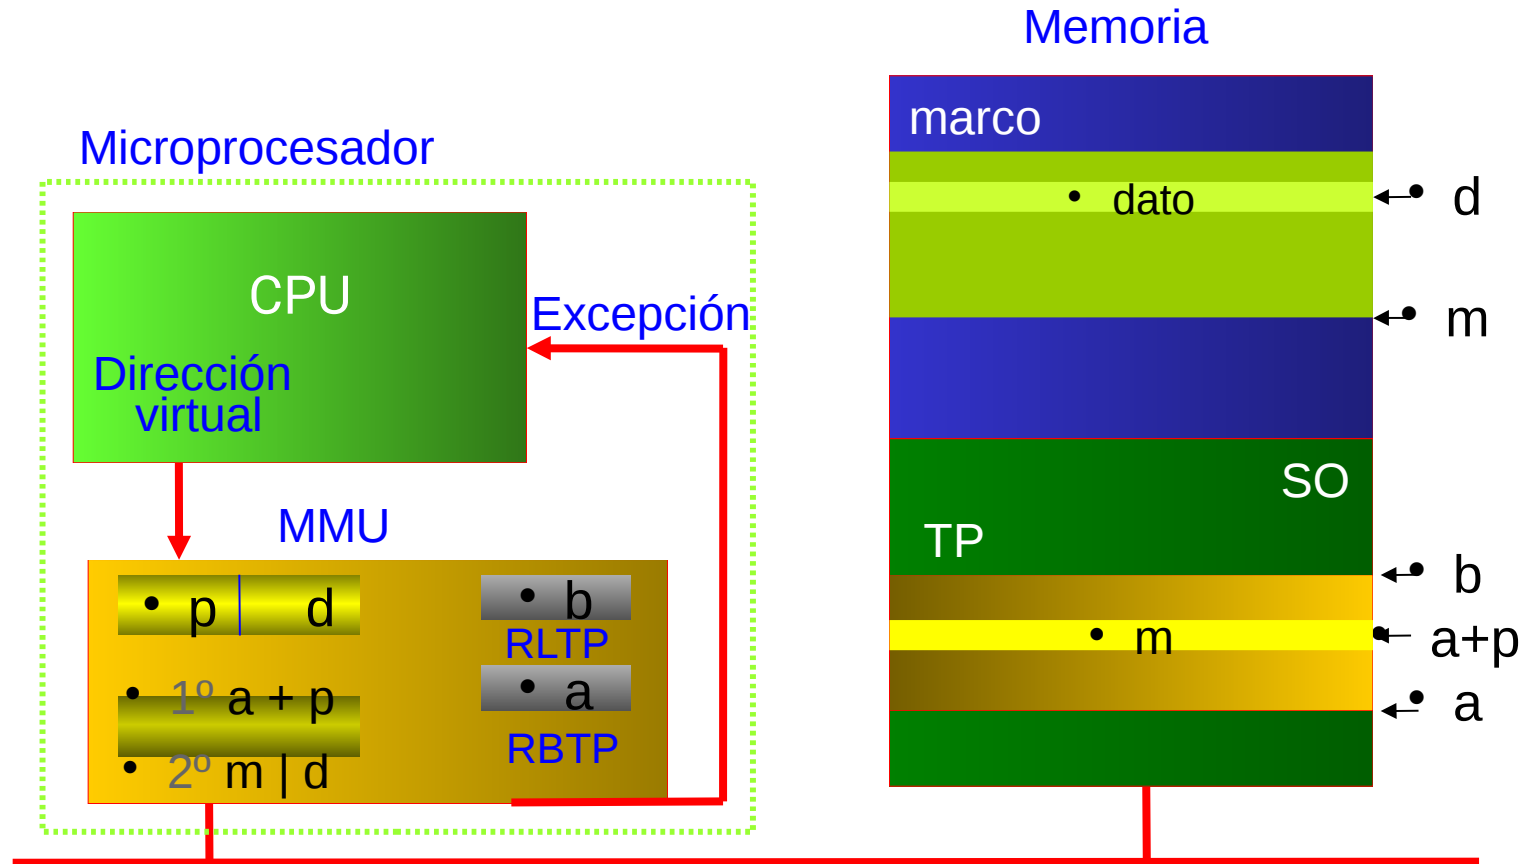 Memoria
marco
Microprocesador
• dato
• d
CPU
Excepción
• m
Dirección
virtual
SO
MMU
TP
• p d
• b
• b
RLTP
• m
• a+p
• 1º a + p
• a
• a
RBTP
• 2º m | d